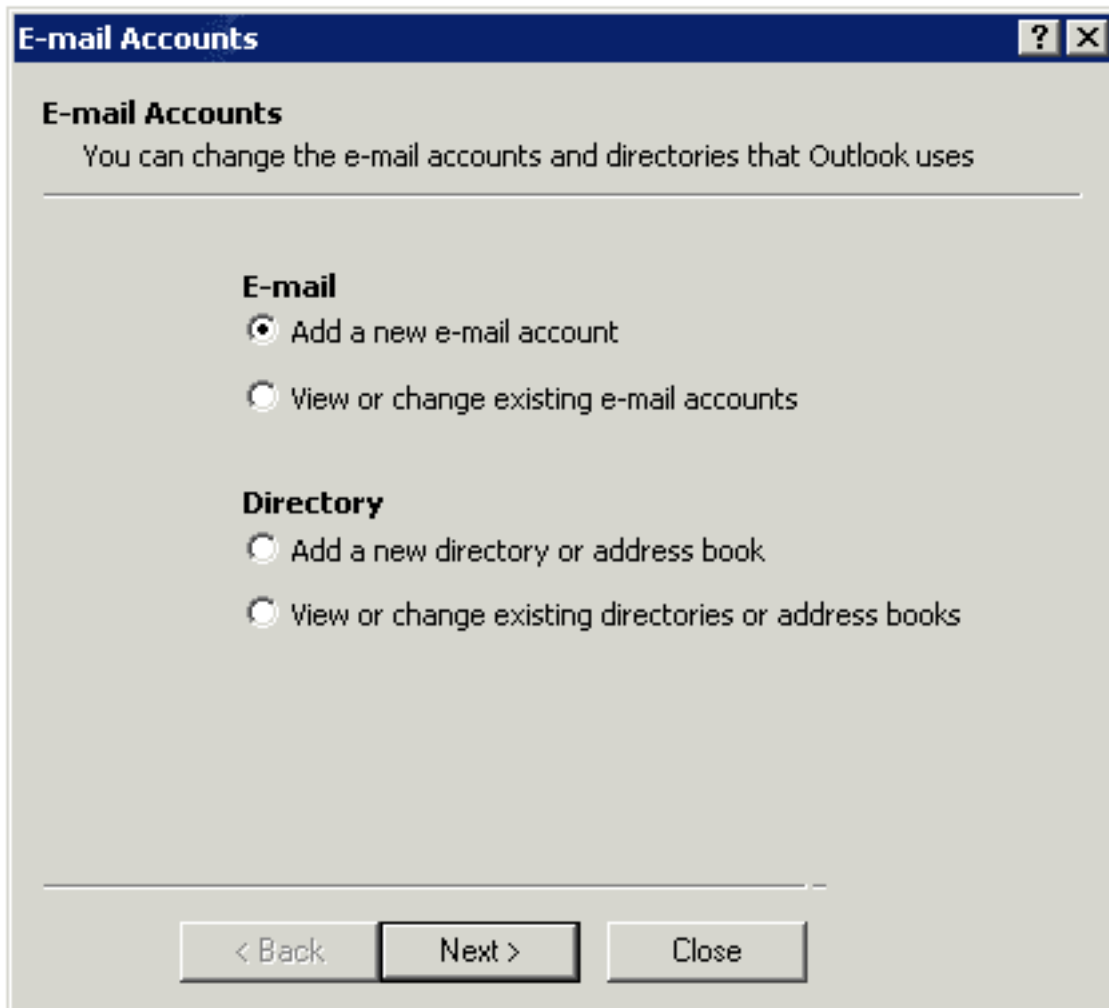 E-mail Accounts
E-mail Accounts
You can change the e-mail accounts and directories that Outlook uses
E-mail
Add a new e-mail account
View or change existing e-mail accounts
Directory
Add a new directory or address book
View or change existing directories or address books
< Back Next > Close